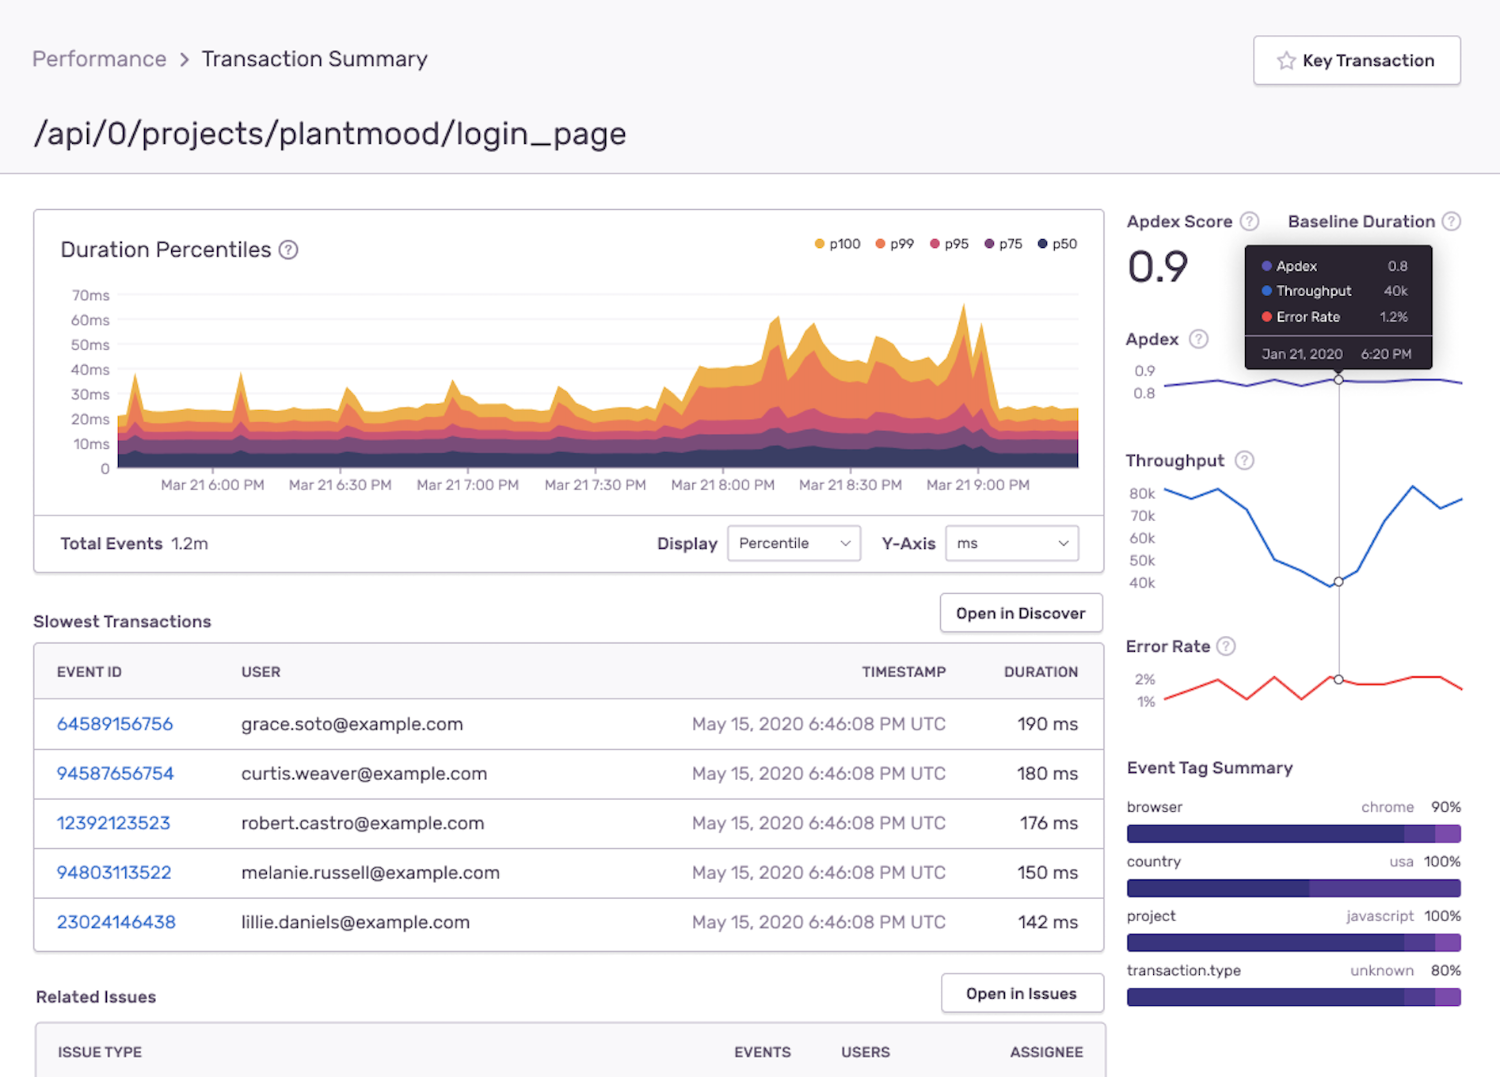 Performance > Transaction Summary
Key Transaction
/api/0/projects/plantmood/login_page
Duration Percentiles ?
p100 p99 p95 p75 p50
70ms
60ms
50ms
40ms
30ms
20ms
10ms
0
Mar 21 6:00 PM Mar 21 6:30 PM Mar 21 7:00 PM Mar 21 7:30 PM Mar 21 8:00 PM Mar 21 8:30 PM Mar 21 9:00 PM
Total Events 1.2m
Display Percentile Y-Axis ms
Slowest Transactions
Open in Discover
EVENT ID USER TIMESTAMP DURATION
64589156756 grace.soto@example.com May 15, 2020 6:46:08 PM UTC 190 ms
94587656754 curtis.weaver@example.com May 15, 2020 6:46:08 PM UTC 180 ms
12392123523 robert.castro@example.com May 15, 2020 6:46:08 PM UTC 176 ms
94803113522 melanie.russell@example.com May 15, 2020 6:46:08 PM UTC 150 ms
23024146438 lillie.daniels@example.com May 15, 2020 6:46:08 PM UTC 142 ms
Related Issues
Open in Issues
ISSUE TYPE EVENTS USERS ASSIGNEE
Apdex Score ? Baseline Duration ?
0.9
Apdex 0.8
Throughput 40k
Error Rate 1.2%
Jan 21, 2020 6:20 PM
Apdex ?
0.9
0.8
Throughput ?
80k
70k
60k
50k
40k
Error Rate ?
2%
1%
Event Tag Summary
browser chrome 90%
country usa 100%
project javascript 100%
transaction.type unknown 80%